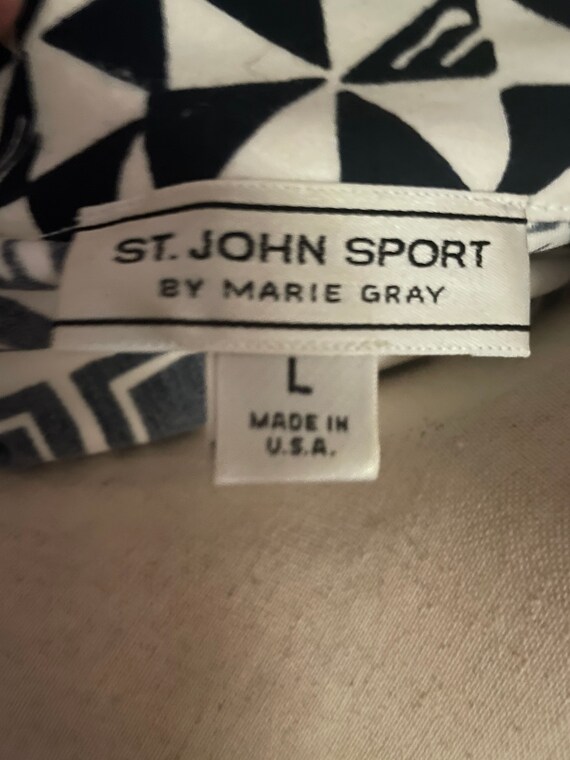 ST. JOHN SPORT
BY MARIE GRAY
L
MADE IN
U.S.A.